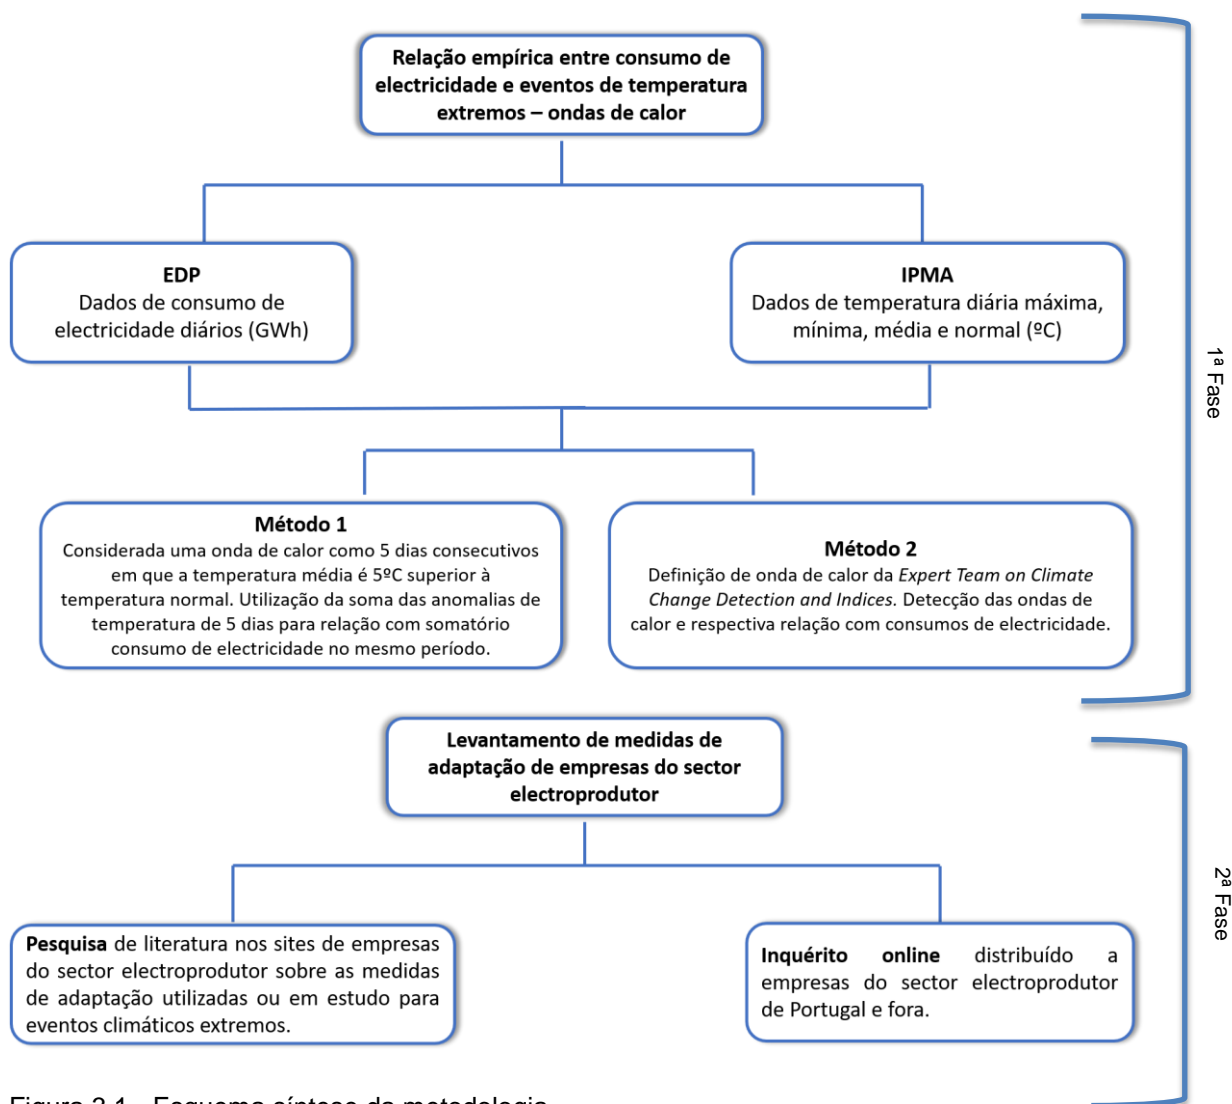 Relação empírica entre consumo de
electricidade e eventos de temperatura
extremos – ondas de calor
EDP
Dados de consumo de
electricidade diários (GWh)
IPMA
Dados de temperatura diária máxima,
mínima, média e normal (ºC)
1ª Fase
Método 1
Considerada uma onda de calor como 5 dias consecutivos
em que a temperatura média é 5ºC superior à
temperatura normal. Utilização da soma das anomalias de
temperatura de 5 dias para relação com somatório
consumo de electricidade no mesmo período.
Método 2
Definição de onda de calor da Expert Team on Climate
Change Detection and Indices. Detecção das ondas de
calor e respectiva relação com consumos de electricidade.
Levantamento de medidas de
adaptação de empresas do sector
electroprodutor
2ª Fase
Pesquisa de literatura nos sites de empresas
do sector electroprodutor sobre as medidas
de adaptação utilizadas ou em estudo para
eventos climáticos extremos.
Inquérito online distribuído a
empresas do sector electroprodutor
de Portugal e fora.
Esquema síntese da metodologia